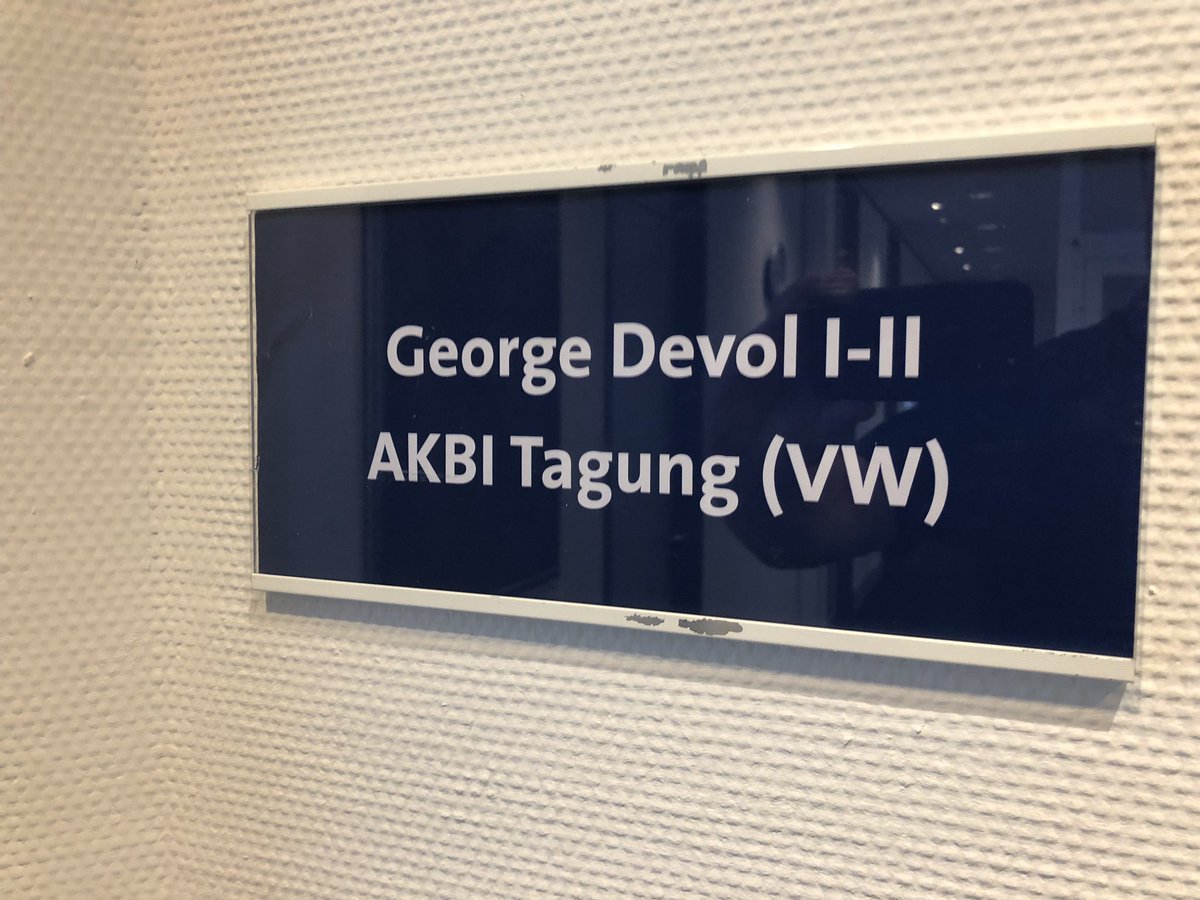 George Devol I-II
AKBI Tagung (VW)